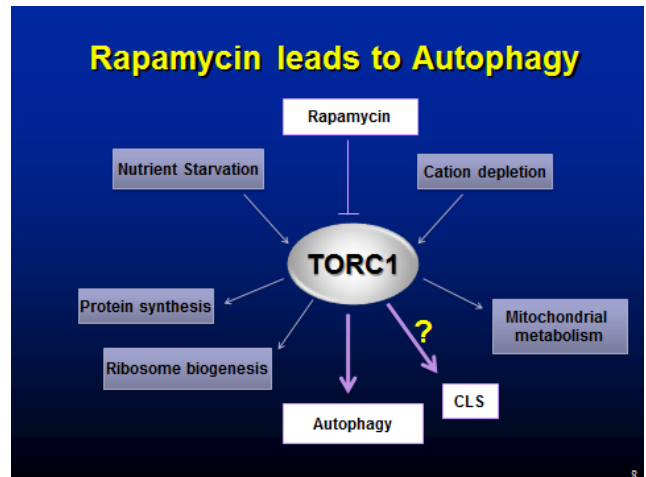 Rapamycin leads to Autophagy
Rapamycin
Nutrient Starvation
Cation depletion
TORC1
Protein synthesis
Mitochondrial
metabolism
?
Ribosome biogenesis
CLS
Autophagy
8